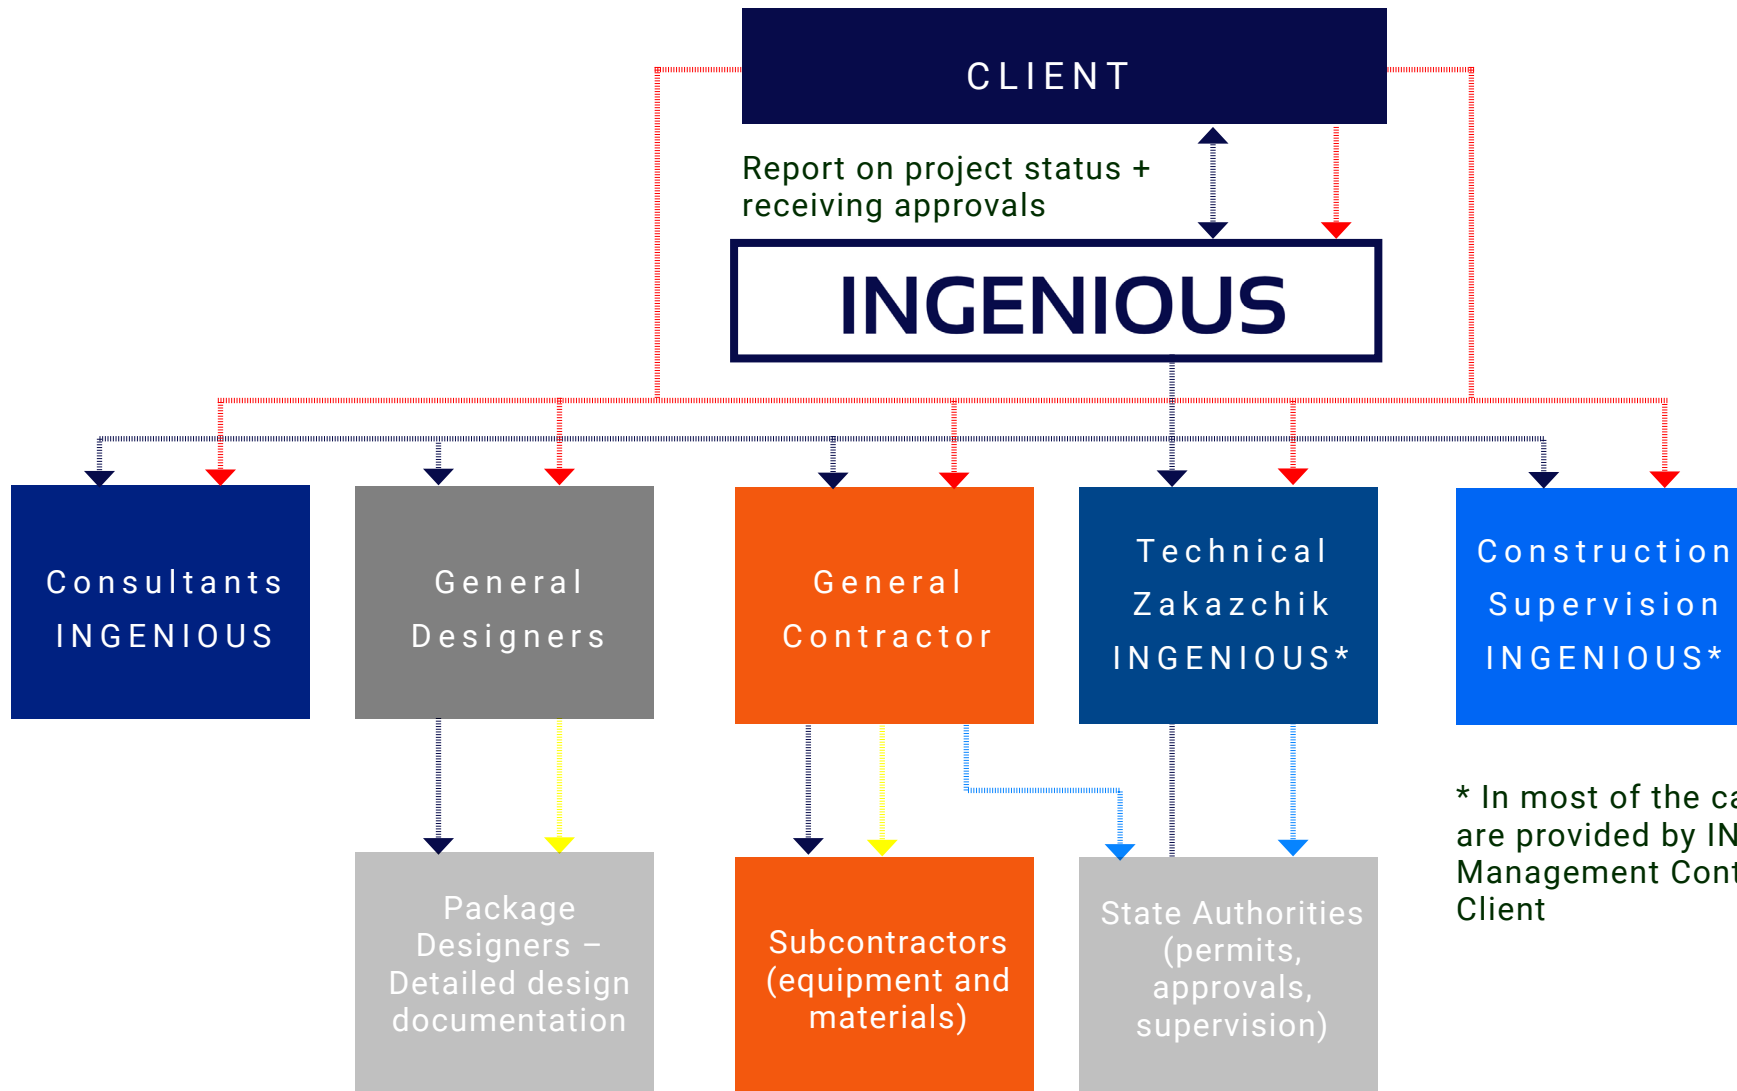 CLIENT
Report on project status +
receiving approvals
INGENIOUS
Consultants
INGENIOUS
General
Designers
General
Contractor
Technical
Zakazchik
INGENIOUS*
Construction
Supervision
INGENIOUS*
* In most of the
are provided by
Management
Client
Package
Designers –
Detailed design
documentation
Subcontractors
(equipment and
materials)
State Authorities
(permits,
approvals,
supervision)